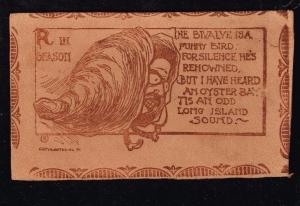 R IN
SEASON
THE BIVALVE IS A
FUNNY BIRD,
FOR SILENCE HE'S
RENOWNED,
BUT I HAVE HEARD
AN OYSTER BAY
TIS AN ODD
LONG ISLAND
SOUND~